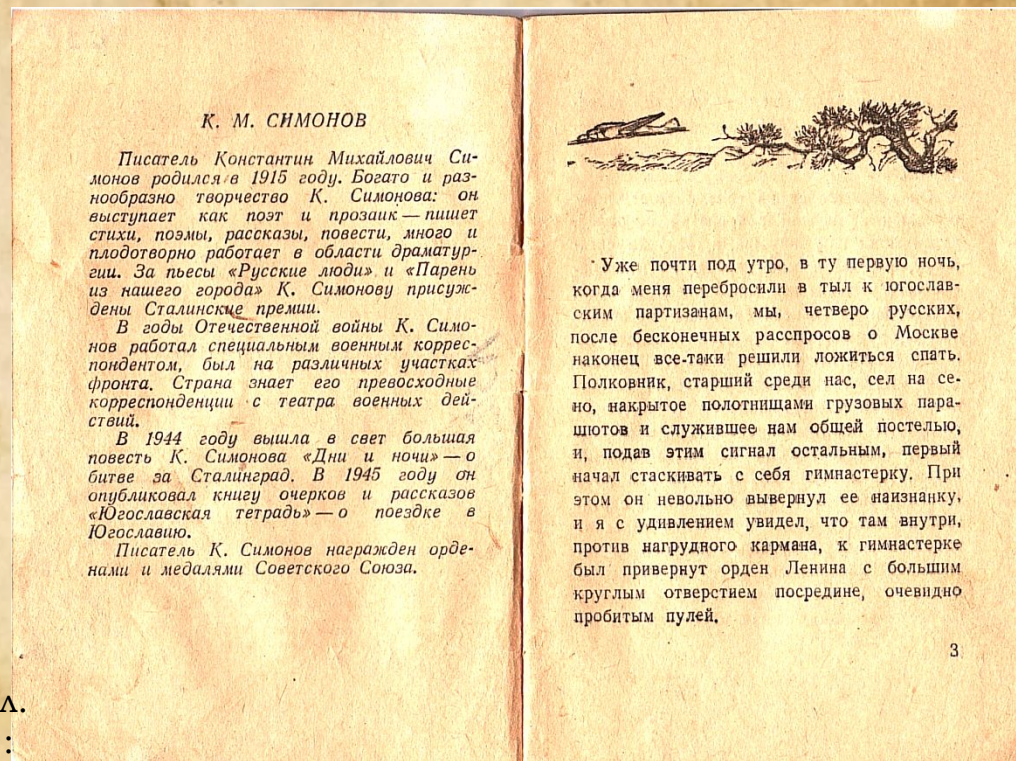 К. М. СИМОНОВ
Писатель Константин Михайлович Си-
монов родился в 1915 году. Богато и раз-
нообразно творчество К. Симонова: он
выступает как поэт и прозаик — пишет
стихи, поэмы, рассказы, повести, много и
плодотворно работает в области драматур-
гии. За пьесы «Русские люди» и «Парень
из нашего города» К. Симонову присуж-
дены Сталинские премии.
В годы Отечественной войны К. Симо-
нов работал специальным военным коррес-
пондентом, был на различных участках
фронта. Страна знает его превосходные
корреспонденции с театра военных дей-
ствий.
В 1944 году вышла в свет большая
повесть К. Симонова «Дни и ночи» — о
битве за Сталинград. В 1945 году он
опубликовал книгу очерков и рассказов
«Югославская тетрадь» — о поездке в
Югославию.
Писатель К. Симонов награжден орде-
нами и медалями Советского Союза.
Уже почти под утро, в ту первую ночь,
когда меня перебросили в тыл к югослав-
ским партизанам, мы, четверо русских,
после бесконечных расспросов о Москве
наконец все-таки решили ложиться спать.
Полковник, старший среди нас, сел на се-
но, накрытое полотнищами грузовых пара-
шютов и служившее нам общей постелью,
и, подав этим сигнал остальным, первый
начал стаскивать с себя гимнастерку. При
этом он невольно вывернул ее наизнанку,
и я с удивлением увидел, что там внутри,
против нагрудного кармана, к гимнастерке
был привернут орден Ленина с большим
круглым отверстием посредине, очевидно
пробитым пулей.
3
л.
: